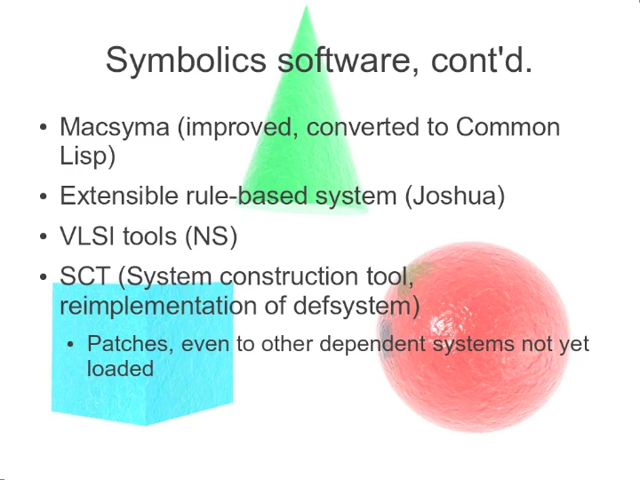 Symbolics software, cont'd.
• Macsyma (improved, converted to Common
Lisp)
• Extensible rule-based system (Joshua)
• VLSI tools (NS)
• SCT (System construction tool,
reimplementation of defsystem)
• Patches, even to other dependent systems not yet
loaded